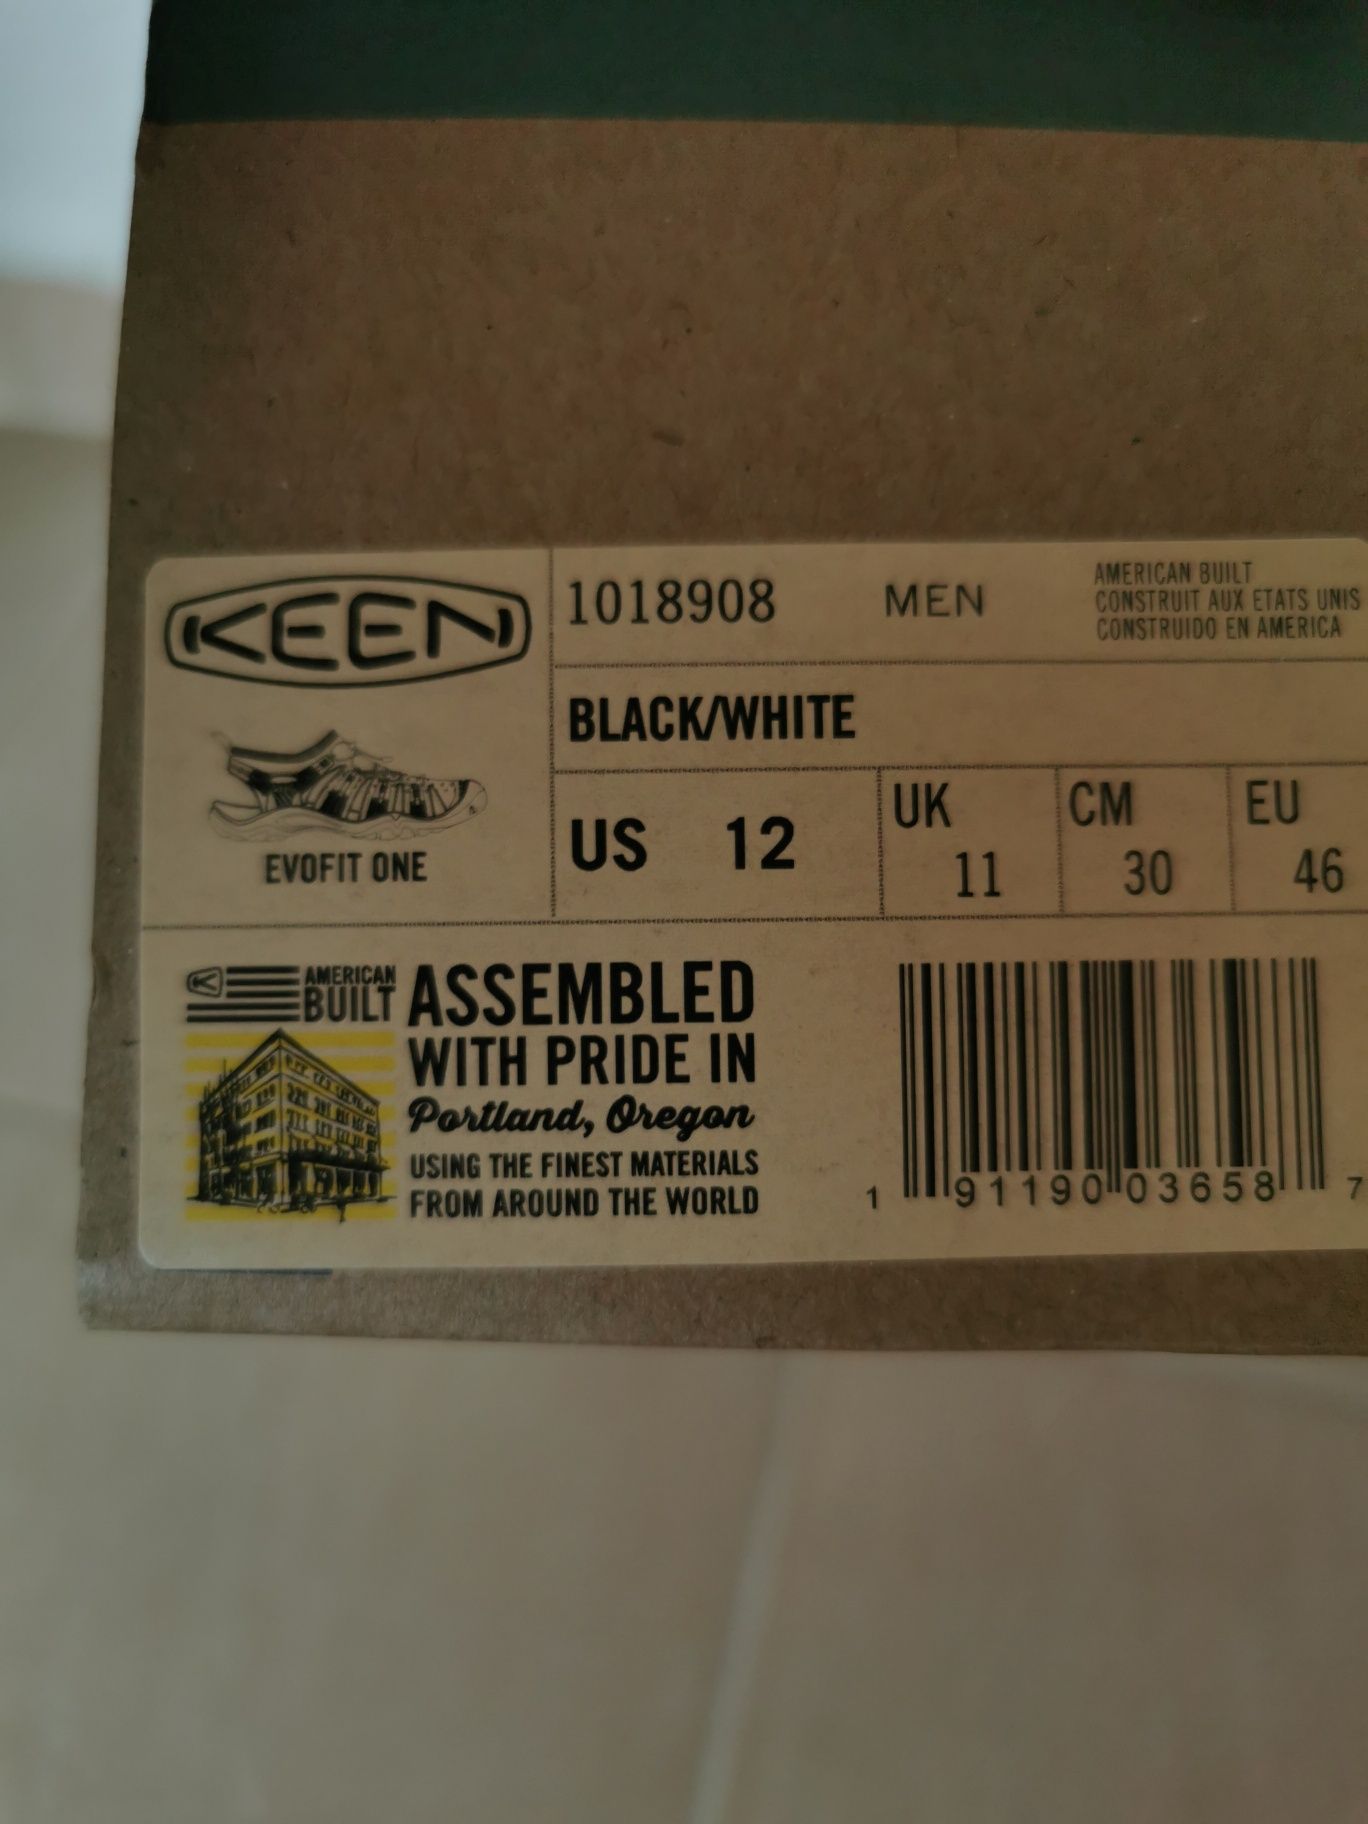 KEEN
1018908 MEN
AMERICAN BUILT
CONSTRUIT AUX ETATS UNIS
CONSTRUIDO EN AMERICA
BLACK/WHITE
EVOFIT ONE
US 12
UK 11
CM 30
EU 46
AMERICAN
BUILT
ASSEMBLED
WITH PRIDE IN
Portland, Oregon
USING THE FINEST MATERIALS
FROM AROUND THE WORLD
1 91190 03658 7